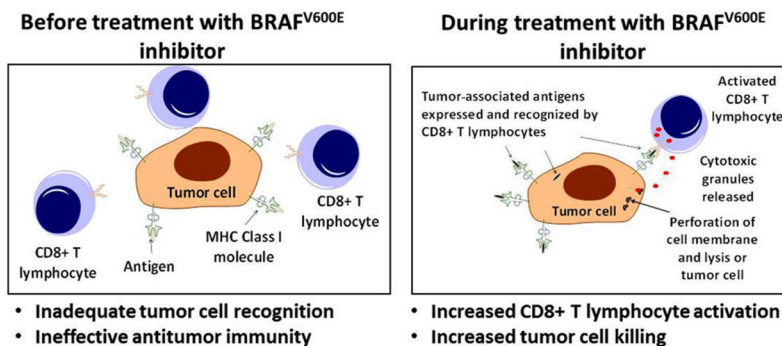 Before treatment with BRAFV600E
inhibitor
Tumor cell
CD8+ T
lymphocyte
CD8+ T
lymphocyte
Antigen
MHC Class I
molecule
• Inadequate tumor cell recognition
• Ineffective antitumor immunity
During treatment with BRAFV600E
inhibitor
Tumor-associated antigens
expressed and recognized by
CD8+ T lymphocytes
Activated
CD8+ T
lymphocyte
Cytotoxic
granules
released
Tumor cell
Perforation of
cell membrane
and lysis or
tumor cell
• Increased CD8+ T lymphocyte activation
• Increased tumor cell killing